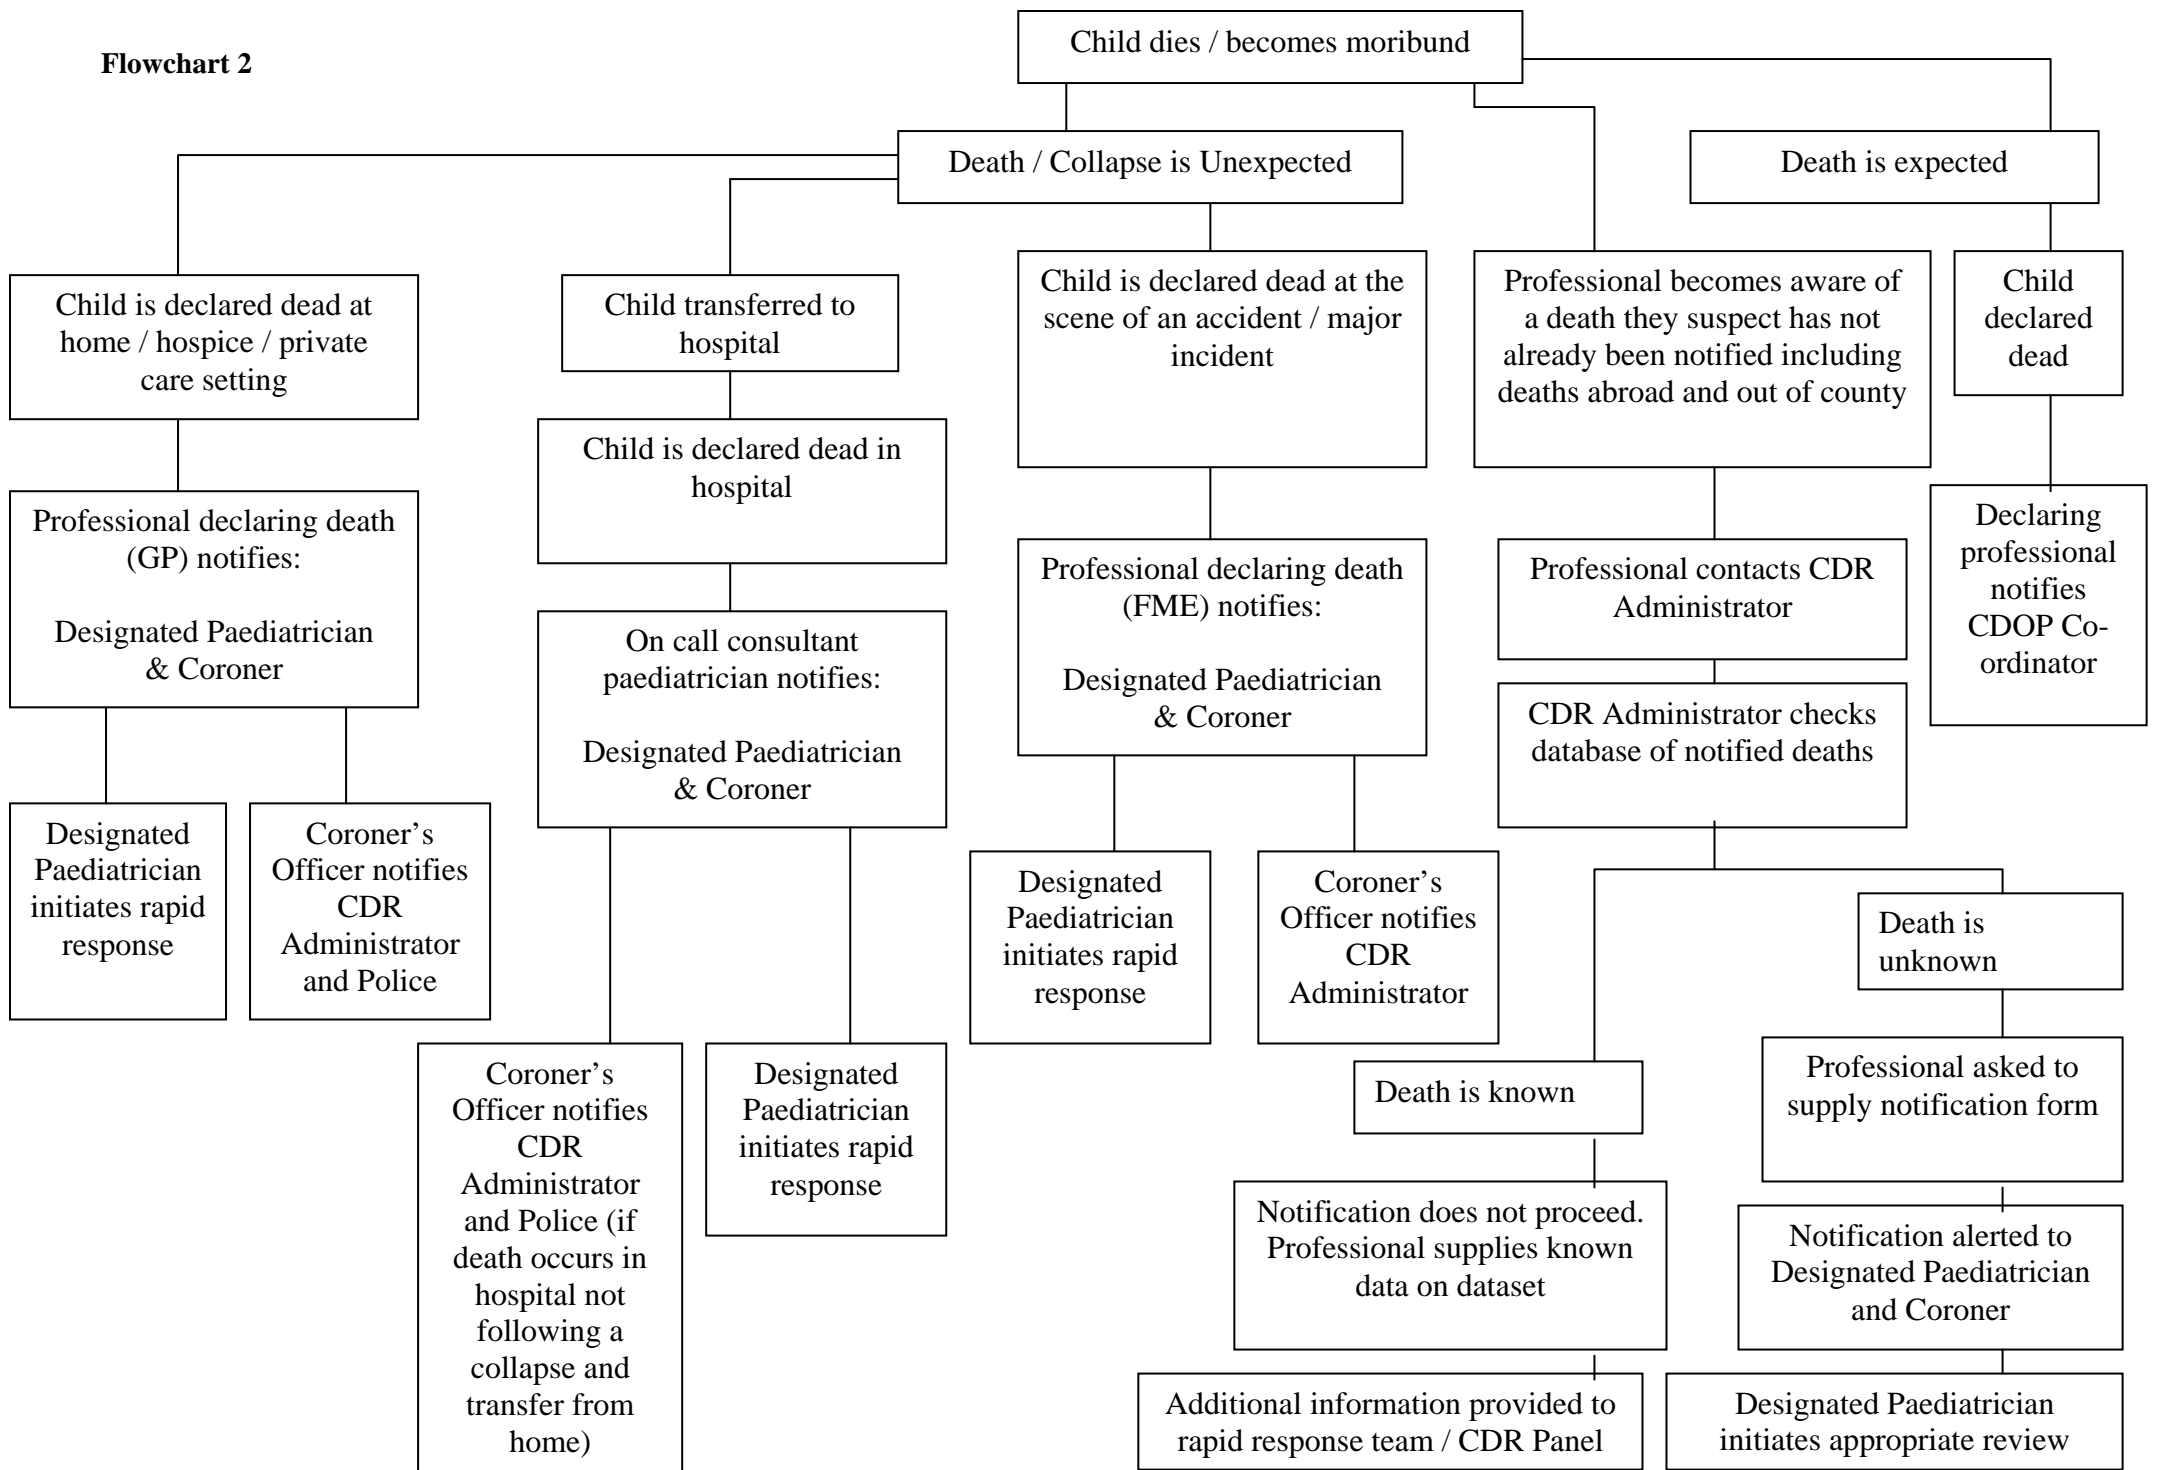 Flowchart 2
Child dies / becomes moribund
Death / Collapse is Unexpected
Death is expected
Child is declared dead at
home / hospice / private
care setting
Child transferred to
hospital
Child is declared dead at the
scene of an accident / major
incident
Professional becomes aware of
a death they suspect has not
already been notified including
deaths abroad and out of county
Child
declared
dead
Child is declared dead in
hospital
Professional declaring death
(GP) notifies:
Designated Paediatrician
& Coroner
On call consultant
paediatrician notifies:
Designated Paediatrician
& Coroner
Professional declaring death
(FME) notifies:
Designated Paediatrician
& Coroner
Professional contacts CDR
Administrator
Declaring
professional
notifies
CDOP Co-
ordinator
CDR Administrator checks
database of notified deaths
Designated
Paediatrician
initiates rapid
response
Coroner's
Officer notifies
CDR
Administrator
and Police
Designated
Paediatrician
initiates rapid
response
Coroner's
Officer notifies
CDR
Administrator
Death is
unknown
Coroner's
Officer notifies
CDR
Administrator
and Police (if
death occurs in
hospital not
following a
collapse and
transfer from
home)
Designated
Paediatrician
initiates rapid
response
Death is known
Professional asked to
supply notification form
Notification does not proceed.
Professional supplies known
data on dataset
Notification alerted to
Designated Paediatrician
and Coroner
Additional information provided to
rapid response team / CDR Panel
Designated Paediatrician
initiates appropriate review